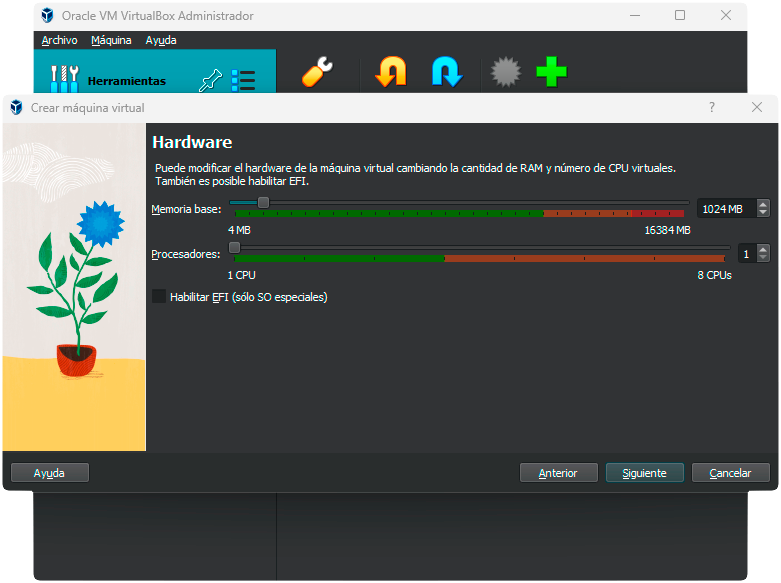 Oracle VM VirtualBox Administrador
Archivo Máquina Ayuda
Herramientas
Crear máquina virtual ?
Hardware
Puede modificar el hardware de la máquina virtual cambiando la cantidad de RAM y número de CPU virtuales.
También es posible habilitar EFI.
Memoria base: 1024 MB
4 MB 16384 MB
Procesadores: 1
1 CPU 8 CPUs
Habilitar EFI (sólo SO especiales)
Ayuda Anterior Siguiente Cancelar